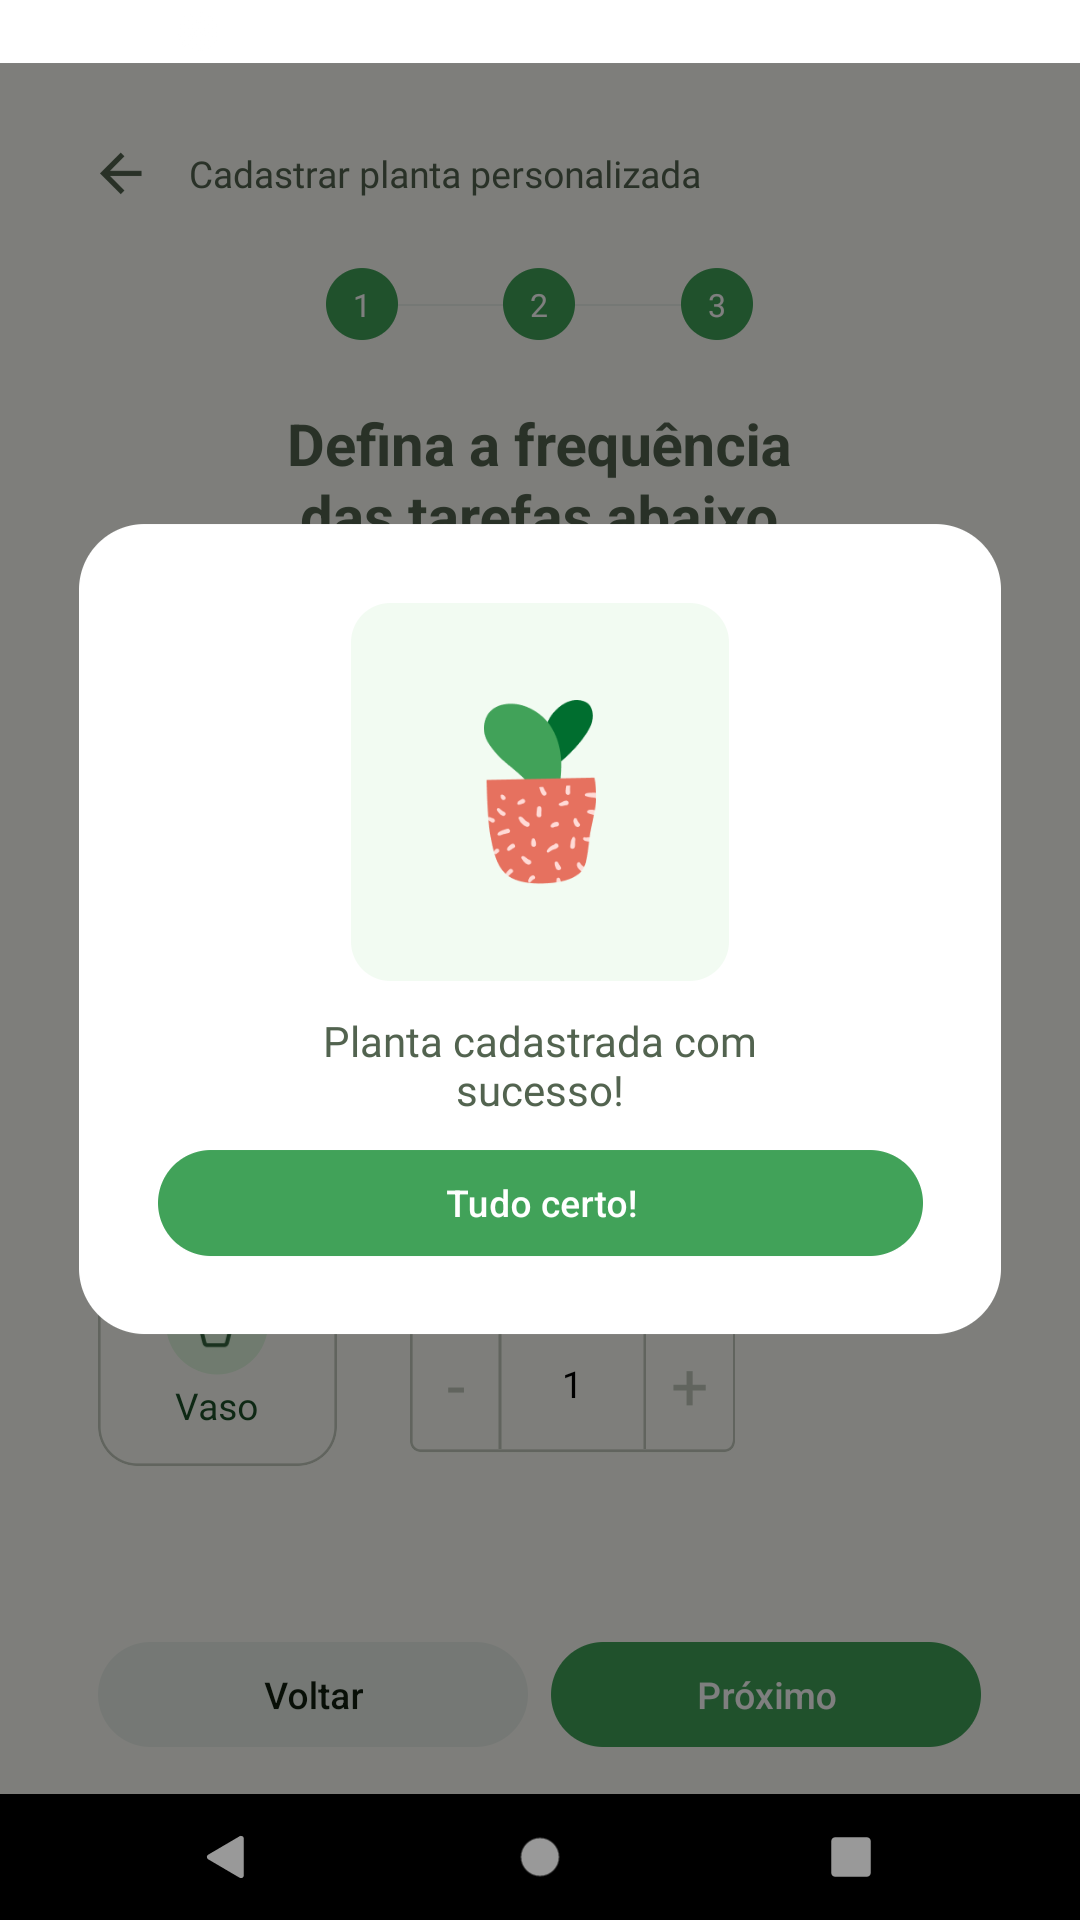 Cadastrar planta personalizada
1 2 3
Defina a frequência
das tarefas abaixo
Planta cadastrada com
sucesso!
Tudo certo!
- 1 +
Vaso
Voltar Próximo